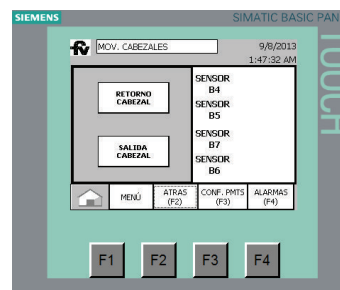 SIEMENS
SIMATIC BASIC PAN
TOUCH
MOV. CABEZALES
9/8/2013
1:47:32 AM
RETORNO
CABEZAL
SALIDA
CABEZAL
SENSOR
B4
SENSOR
B5
SENSOR
B7
SENSOR
B6
MENÚ
ATRAS
(F2)
CONF. PMTS
(F3)
ALARMAS
(F4)
F1
F2
F3
F4